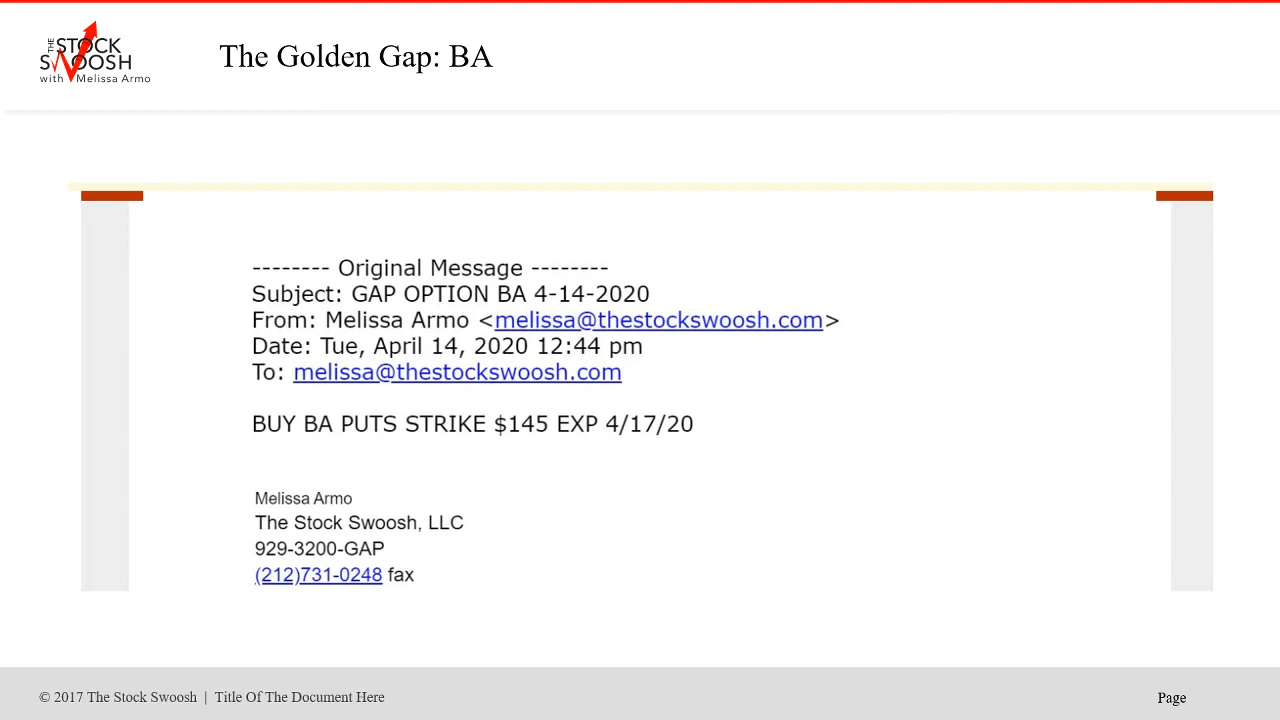 THE STOCK
SWOOSH
with Melissa Armo
The Golden Gap: BA
-------- Original Message --------
Subject: GAP OPTION BA 4-14-2020
From: Melissa Armo <melissa@thestockswoosh.com>
Date: Tue, April 14, 2020 12:44 pm
To: melissa@thestockswoosh.com
BUY BA PUTS STRIKE $145 EXP 4/17/20
Melissa Armo
The Stock Swoosh, LLC
929-3200-GAP
(212)731-0248 fax
© 2017 The Stock Swoosh | Title Of The Document Here
Page